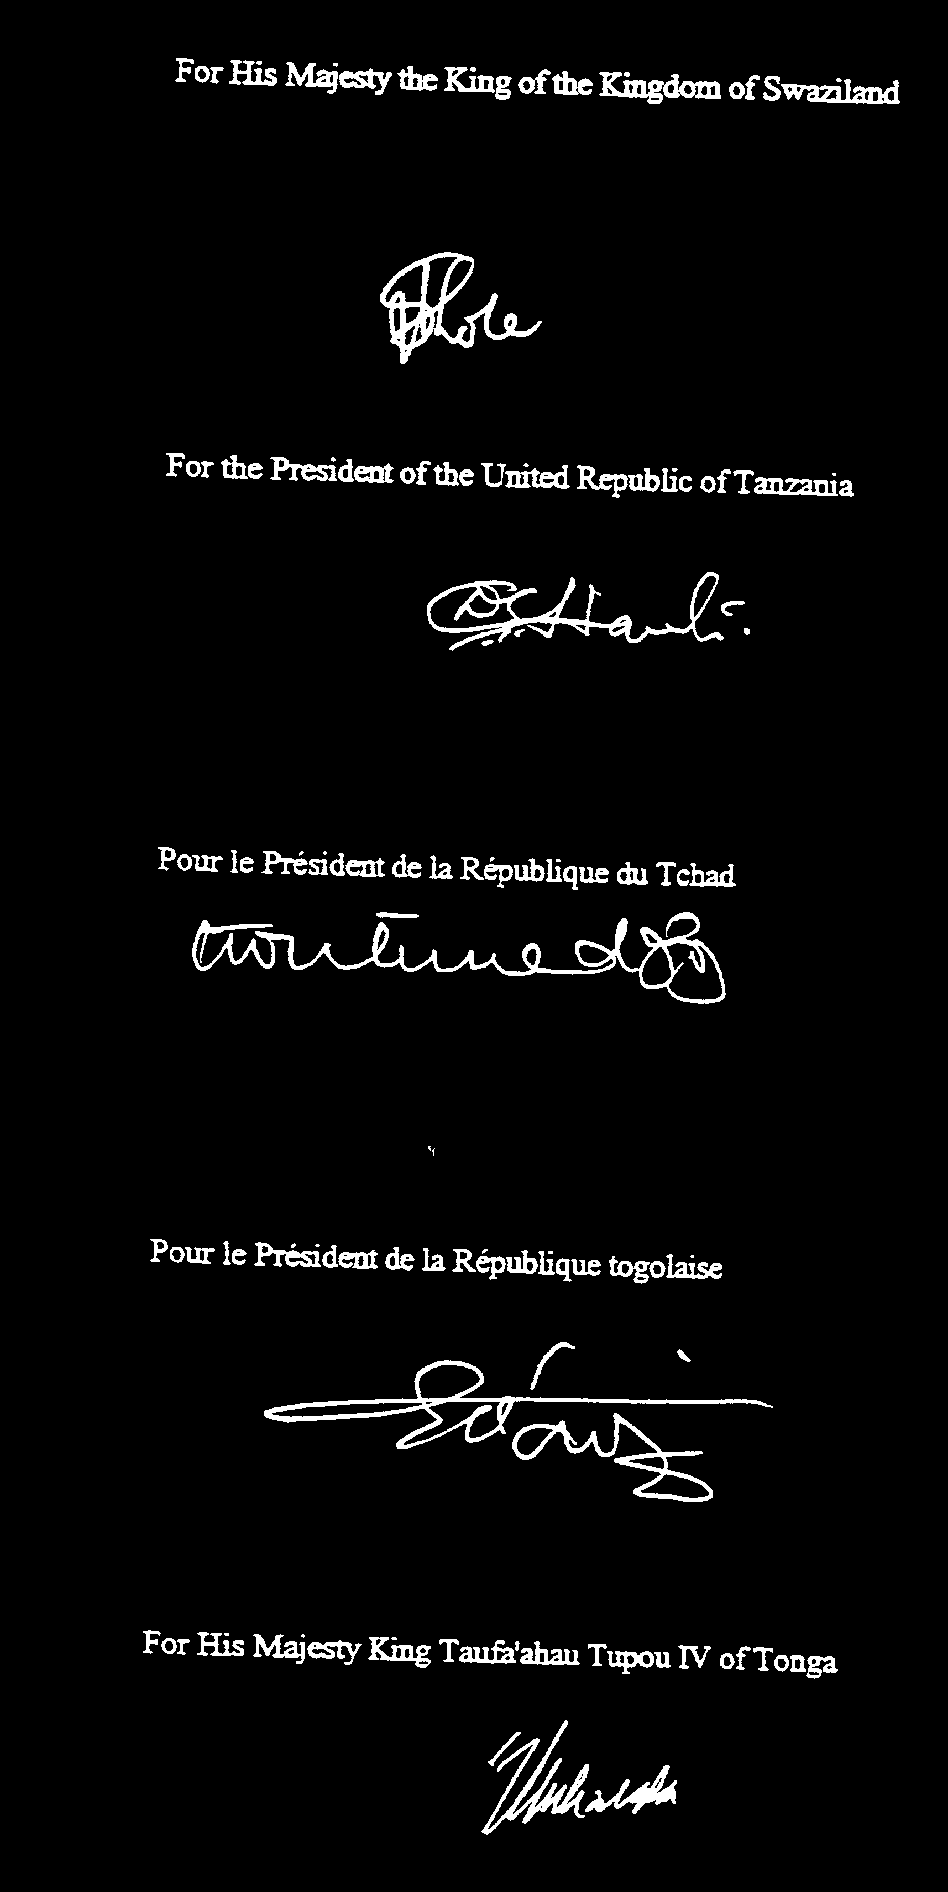 For His Majesty the King of the Kingdom of Swaziland
For the President of the United Republic of Tanzania
Pour le Président de la République du Tchad
Pour le Président de la République togolaise
For His Majesty King Taufa'ahau Tupou IV of Tonga